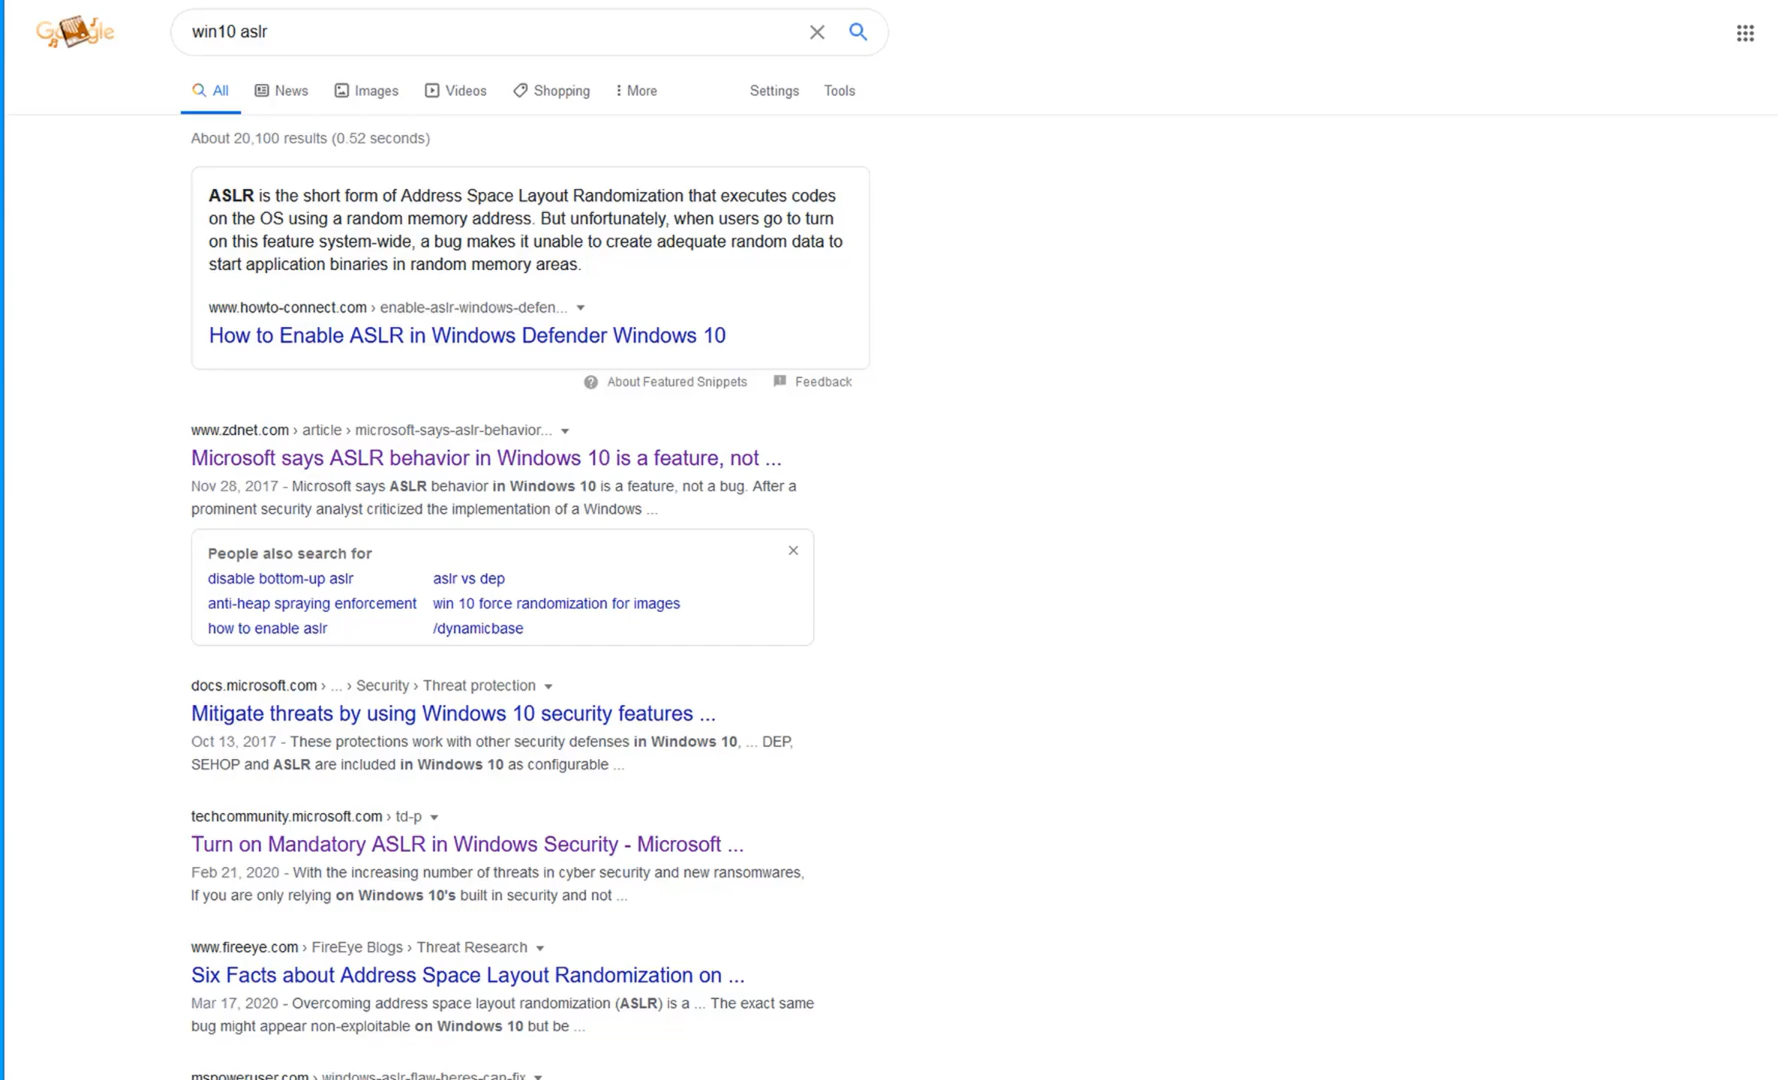 Google
win10 aslr
All News Images Videos Shopping More Settings Tools
About 20,100 results (0.52 seconds)
ASLR is the short form of Address Space Layout Randomization that executes codes
on the OS using a random memory address. But unfortunately, when users go to turn
on this feature system-wide, a bug makes it unable to create adequate random data to
start application binaries in random memory areas.
www.howto-connect.com › enable-aslr-windows-defen...
How to Enable ASLR in Windows Defender Windows 10
About Featured Snippets Feedback
www.zdnet.com › article › microsoft-says-aslr-behavior...
Microsoft says ASLR behavior in Windows 10 is a feature, not ...
Nov 28, 2017 - Microsoft says ASLR behavior in Windows 10 is a feature, not a bug. After a
prominent security analyst criticized the implementation of a Windows ...
People also search for
disable bottom-up aslr aslr vs dep
anti-heap spraying enforcement win 10 force randomization for images
how to enable aslr /dynamicbase
docs.microsoft.com › ... › Security › Threat protection
Mitigate threats by using Windows 10 security features ...
Oct 13, 2017 - These protections work with other security defenses in Windows 10, ... DEP,
SEHOP and ASLR are included in Windows 10 as configurable ...
techcommunity.microsoft.com › td-p
Turn on Mandatory ASLR in Windows Security - Microsoft ...
Feb 21, 2020 - With the increasing number of threats in cyber security and new ransomwares,
If you are only relying on Windows 10's built in security and not ...
www.fireeye.com › FireEye Blogs › Threat Research
Six Facts about Address Space Layout Randomization on ...
Mar 17, 2020 - Overcoming address space layout randomization (ASLR) is a ... The exact same
bug might appear non-exploitable on Windows 10 but be ...
mspoweruser.com › windows-aslr-flaw-heres-can-fix